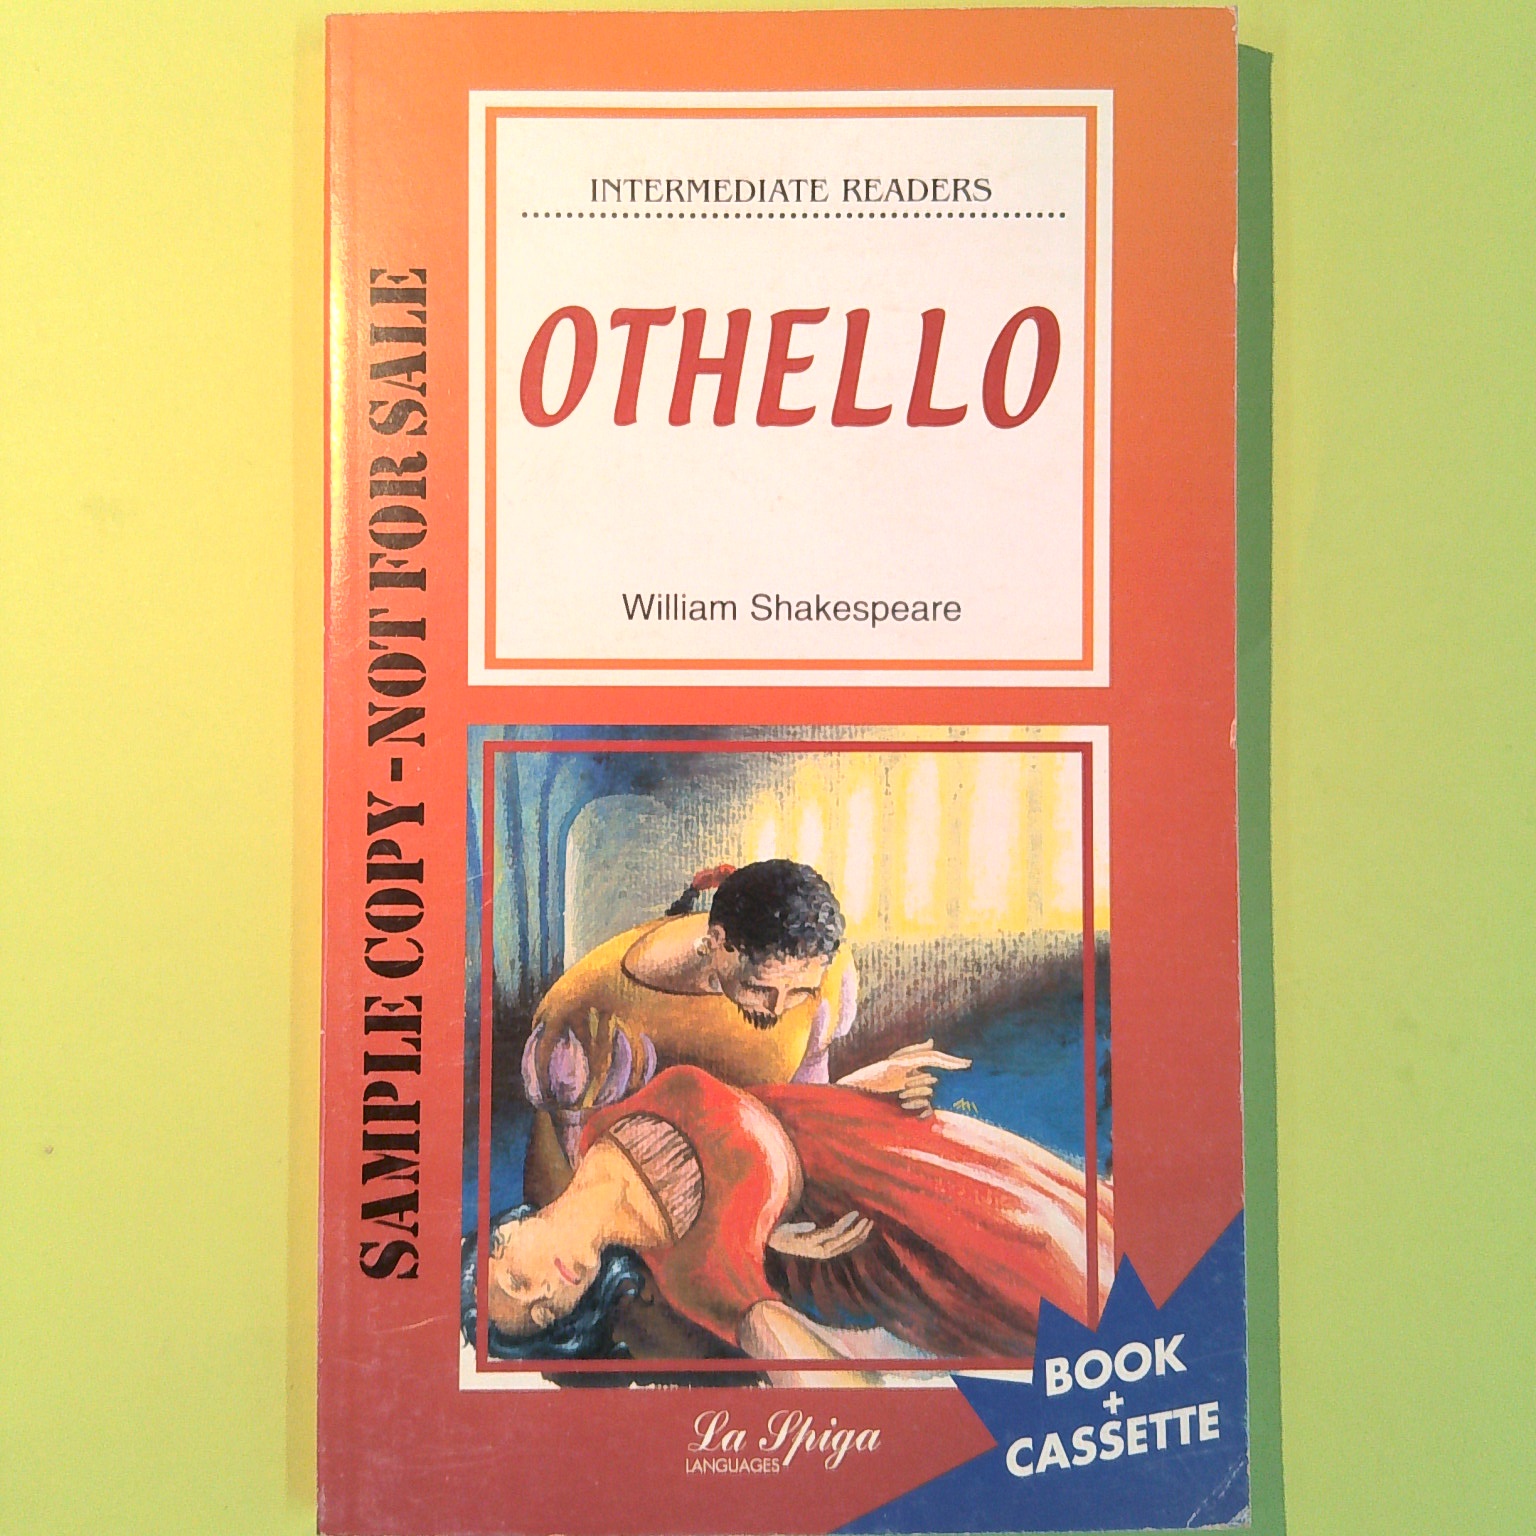 INTERMEDIATE READERS
OTHELLO
William Shakespeare
SAMPLE COPY - NOT FOR SALE
BOOK
+
CASSETTE
La Spiga
LANGUAGES